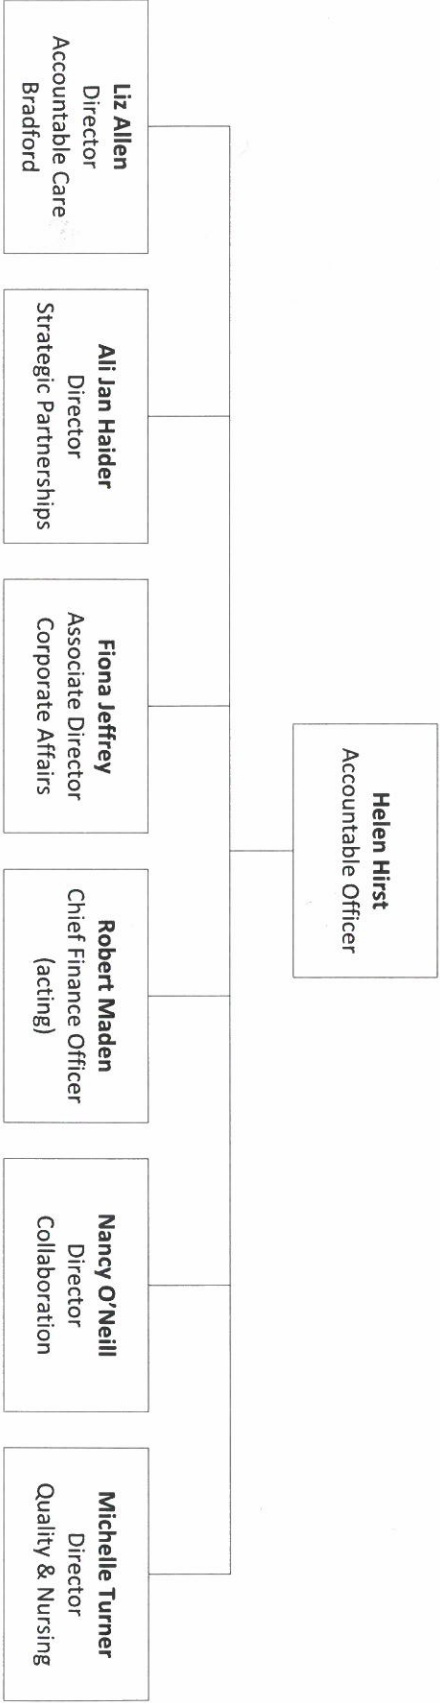 Helen Hirst
Accountable Officer
Liz Allen
Director
Accountable Care
Bradford
Ali Jan Haider
Director
Strategic Partnerships
Fiona Jeffrey
Associate Director
Corporate Affairs
Robert Maden
Chief Finance Officer
(acting)
Nancy O'Neill
Director
Collaboration
Michelle Turner
Director
Quality & Nursing